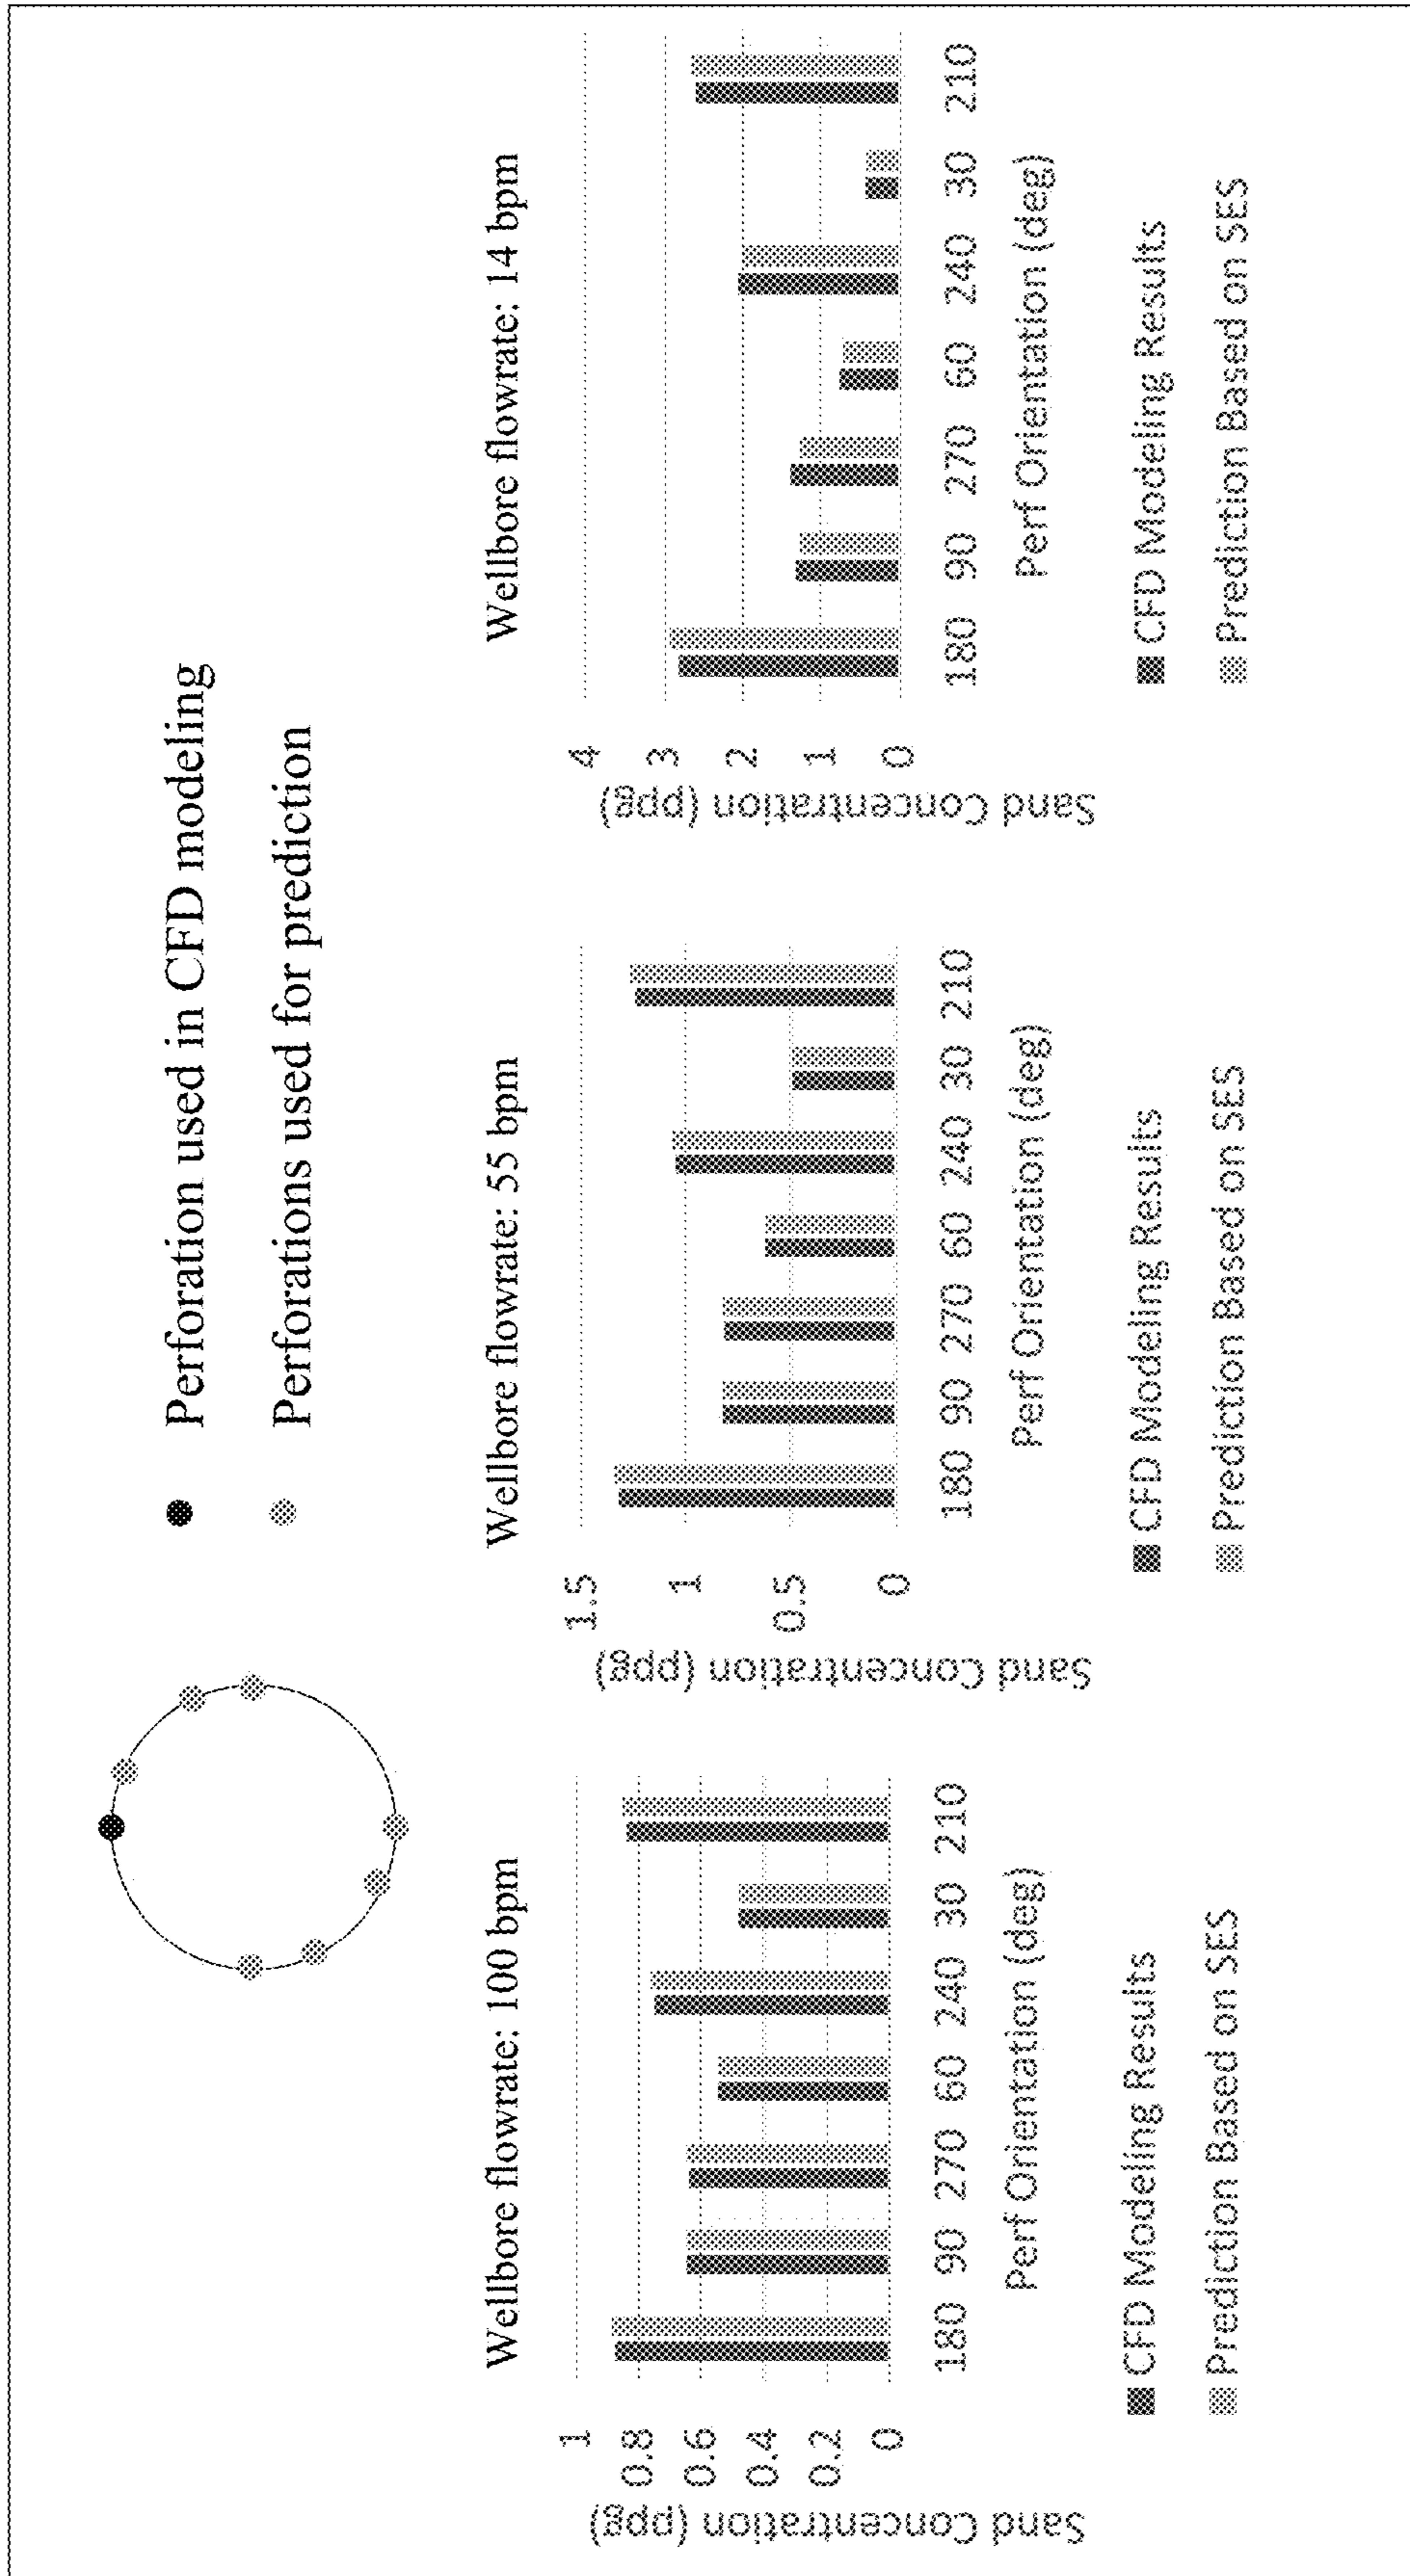 Perforation used in CFD modeling
Perforations used for prediction
Wellbore flowrate: 100 bpm
Sand Concentration (ppg)
1
0.8
0.6
0.4
0.2
0
180 90 270 60 240 30 210
Perf Orientation (deg)
CFD Modeling Results
Prediction Based on SES
Wellbore flowrate: 55 bpm
Sand Concentration (ppg)
1.5
1
0.5
0
180 90 270 60 240 30 210
Perf Orientation (deg)
CFD Modeling Results
Prediction Based on SES
Wellbore flowrate: 14 bpm
Sand Concentration (ppg)
4
3
2
1
0
180 90 270 60 240 30 210
Perf Orientation (deg)
CFD Modeling Results
Prediction Based on SES